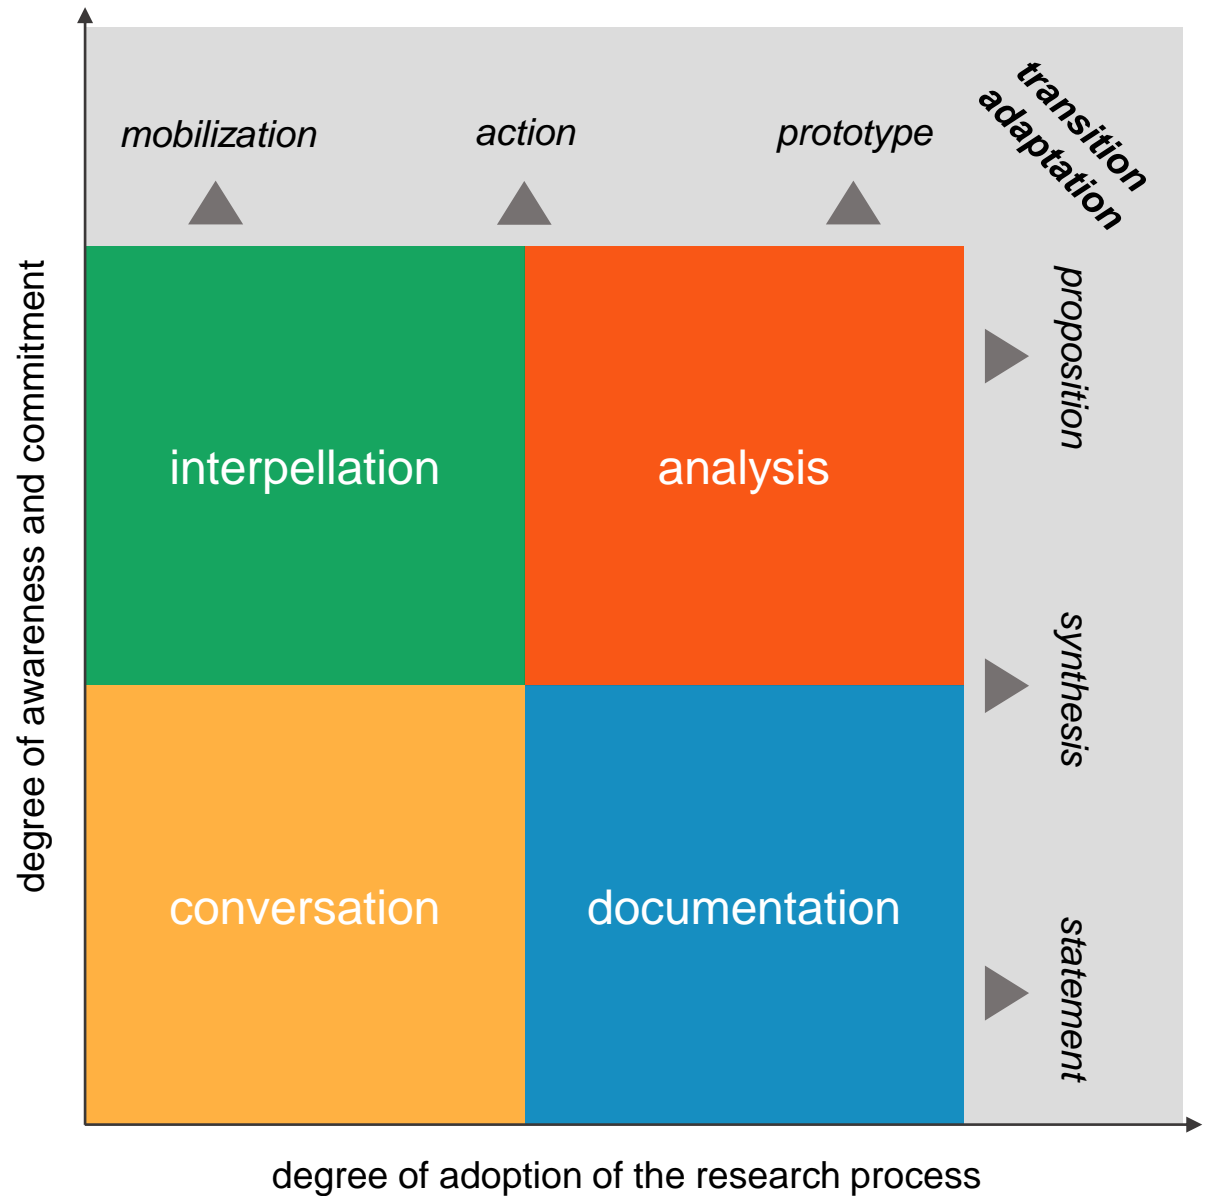 transition
adaptation
mobilization
action
prototype
proposition
degree of awareness and commitment
interpellation
analysis
synthesis
conversation
documentation
statement
degree of adoption of the research process